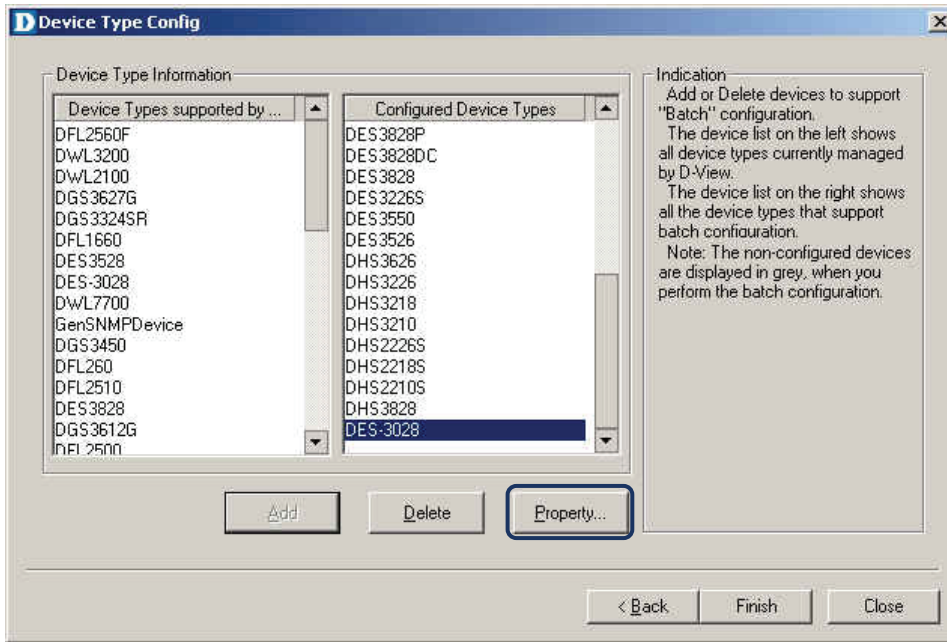 D Device Type Config
Device Type Information
Device Types supported by ...
DFL2560F
DWL3200
DWL2100
DGS3627G
DGS3324SR
DFL1660
DES3528
DES-3028
DWL7700
GenSNMPDevice
DGS3450
DFL260
DFL2510
DES3828
DGS3612G
DFL2500
Configured Device Types
DES3828P
DES3828DC
DES3828
DES3226S
DES3550
DES3526
DHS3626
DHS3226
DHS3218
DHS3210
DHS2226S
DHS2218S
DHS2210S
DHS3828
DES-3028
Indication
Add or Delete devices to support
"Batch" configuration.
The device list on the left shows
all device types currently managed
by D-View.
The device list on the right shows
all the device types that support
batch configuration.
Note: The non-configured devices
are displayed in grey, when you
perform the batch configuration.
Add
Delete
Property...
< Back
Finish
Close